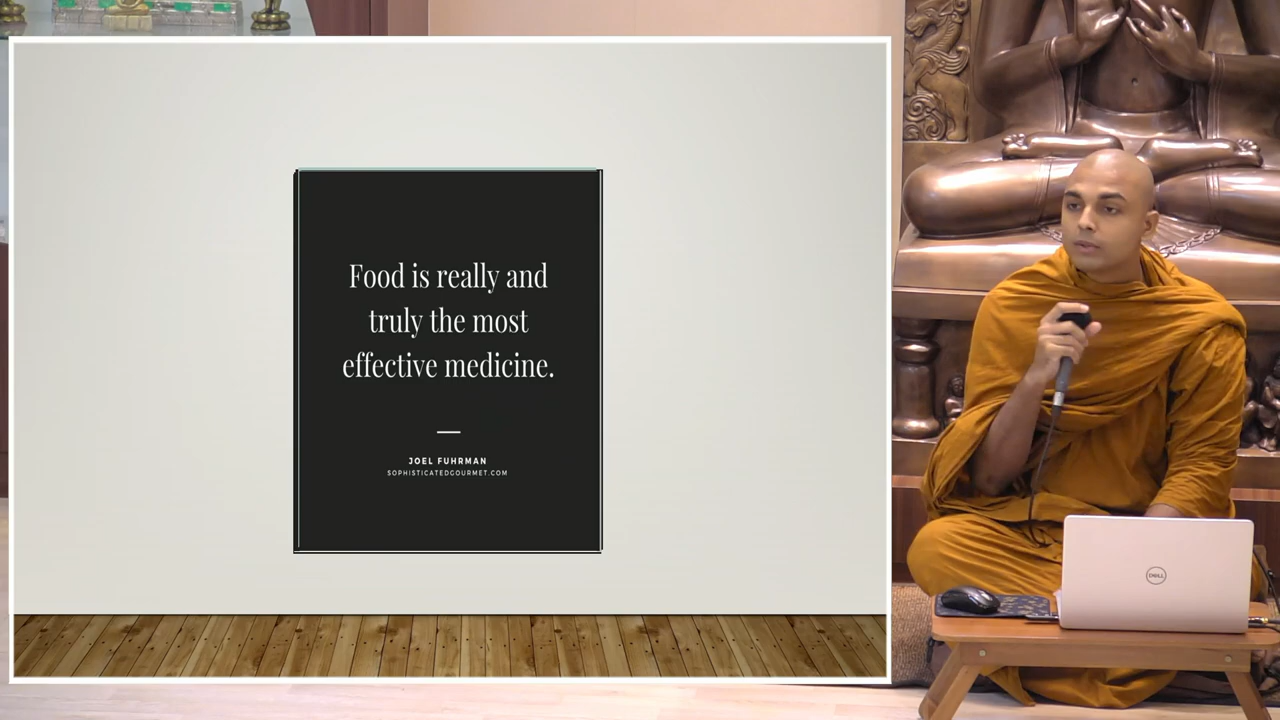 Food is really and
truly the most
effective medicine.
JOEL FUHRMAN
SOPHISTICATEDGOURMET.COM
DELL